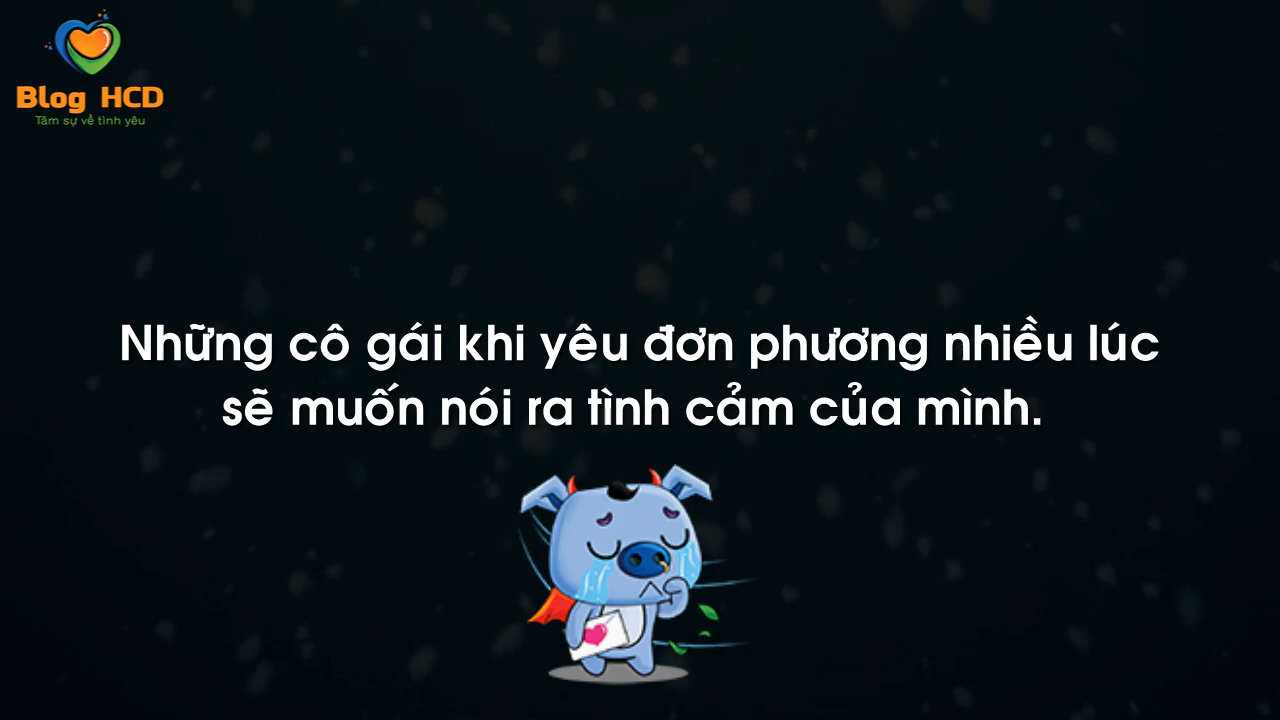 Blog HCD
Tâm sự về tình yêu
Những cô gái khi yêu đơn phương nhiều lúc
sẽ muốn nói ra tình cảm của mình.